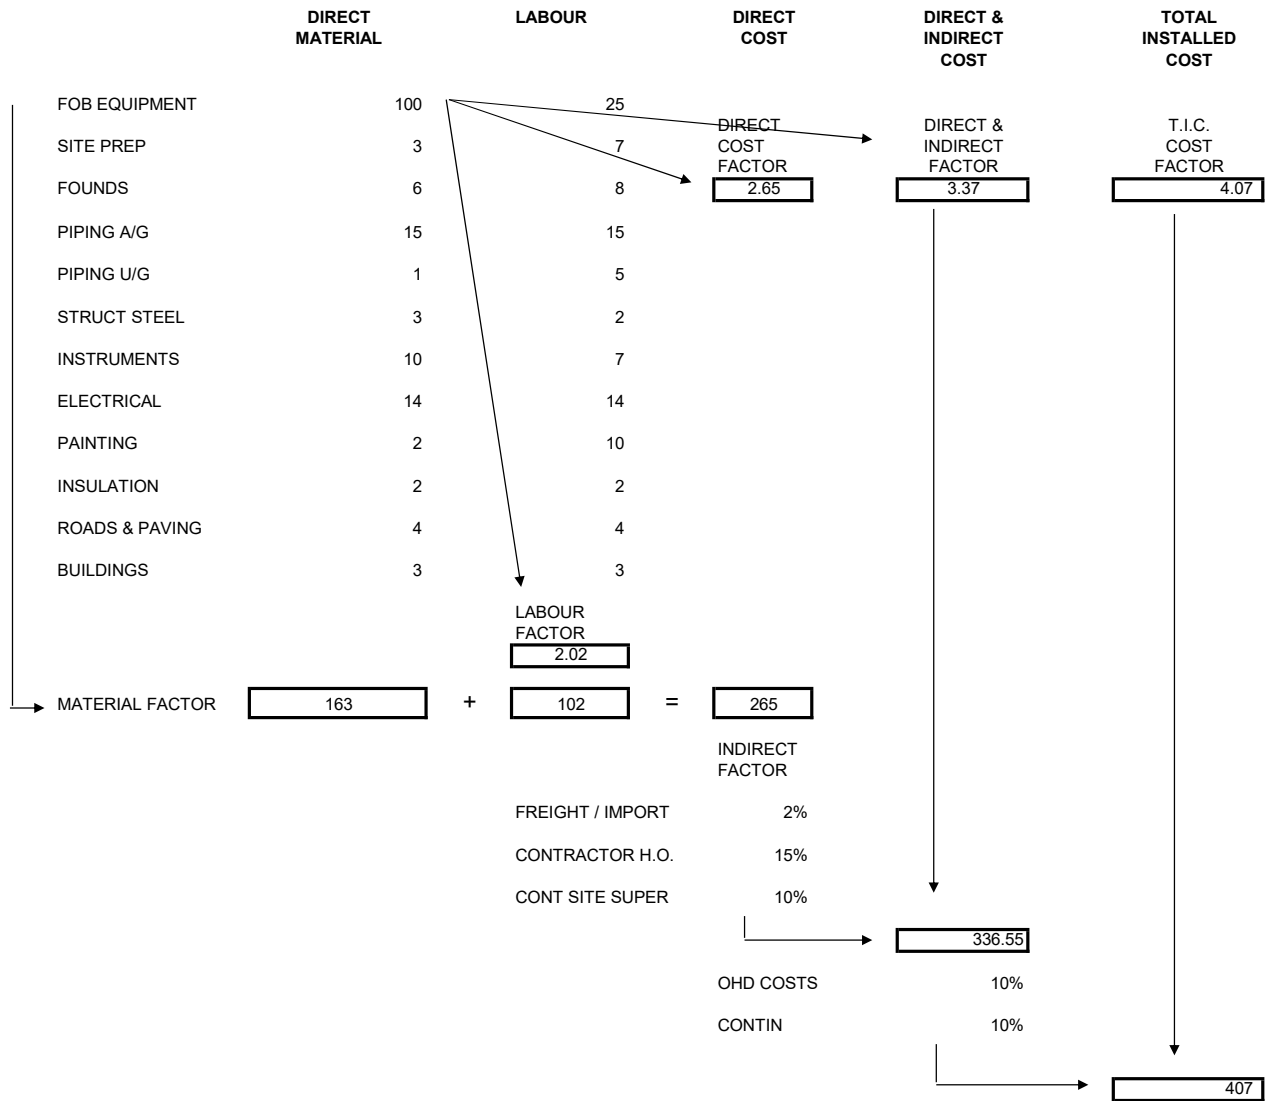 DIRECT MATERIAL LABOUR DIRECT COST DIRECT & INDIRECT COST TOTAL INSTALLED COST
FOB EQUIPMENT 100 25
DIRECT COST FACTOR DIRECT & INDIRECT FACTOR T.I.C. COST FACTOR
SITE PREP 3 7
FOUNDS 6 8 2.65 3.37 4.07
PIPING A/G 15 15
PIPING U/G 1 5
STRUCT STEEL 3 2
INSTRUMENTS 10 7
ELECTRICAL 14 14
PAINTING 2 10
INSULATION 2 2
ROADS & PAVING 4 4
BUILDINGS 3 3
LABOUR
FACTOR
2.02
MATERIAL FACTOR 163 + 102 = 265
INDIRECT
FACTOR
FREIGHT / IMPORT 2%
CONTRACTOR H.O. 15%
CONT SITE SUPER 10%
336.55
OHD COSTS 10%
CONTIN 10%
407